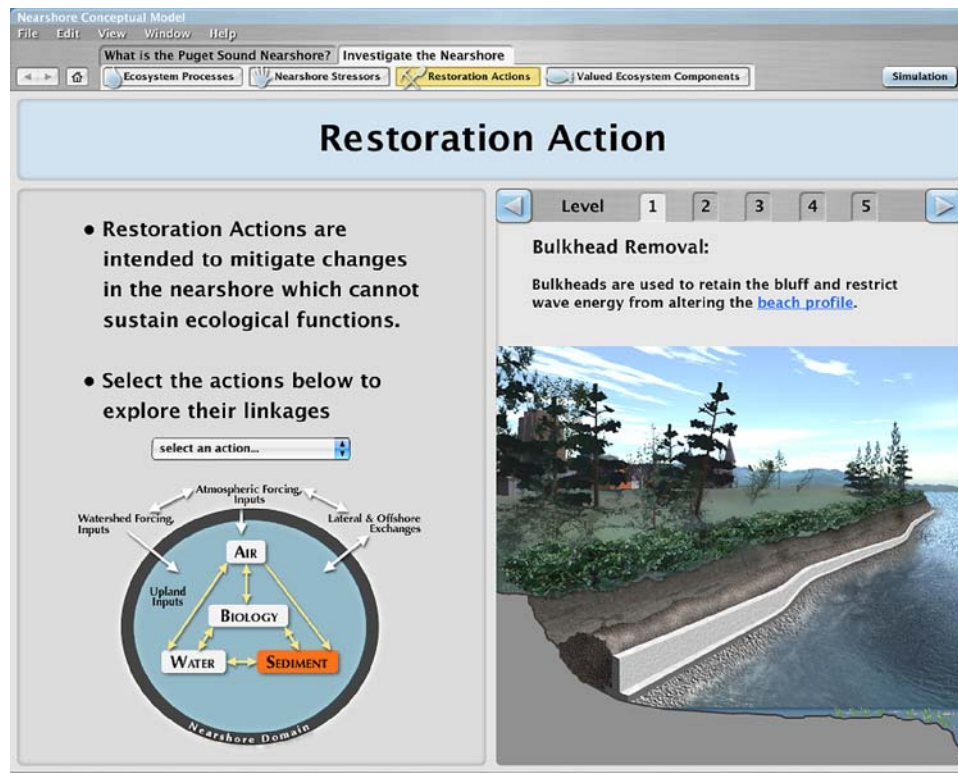 Nearshore Conceptual Model
File Edit View Window Help
What is the Puget Sound Nearshore? Investigate the Nearshore
Ecosystem Processes Nearshore Stressors Restoration Actions Valued Ecosystem Components Simulation
Restoration Action
• Restoration Actions are
intended to mitigate changes
in the nearshore which cannot
sustain ecological functions.
• Select the actions below to
explore their linkages
select an action...
Atmospheric Forcing,
Inputs
Watershed Forcing,
Inputs
Lateral & Offshore
Exchanges
AIR
Upland
Inputs
BIOLOGY
WATER
SEDIMENT
Nearshore Domain
Level 1 2 3 4 5
Bulkhead Removal:
Bulkheads are used to retain the bluff and restrict
wave energy from altering the beach profile.